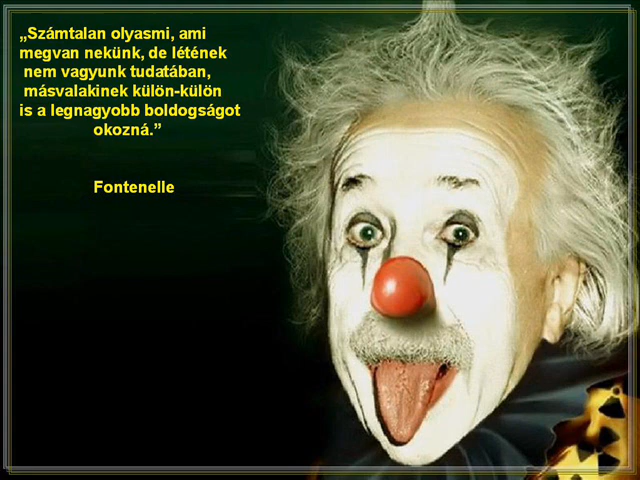 „Számtalan olyasmi, ami
megvan nekünk, de létének
nem vagyunk tudatában,
másvalakinek külön-külön
is a legnagyobb boldogságot
okozná.”
Fontenelle